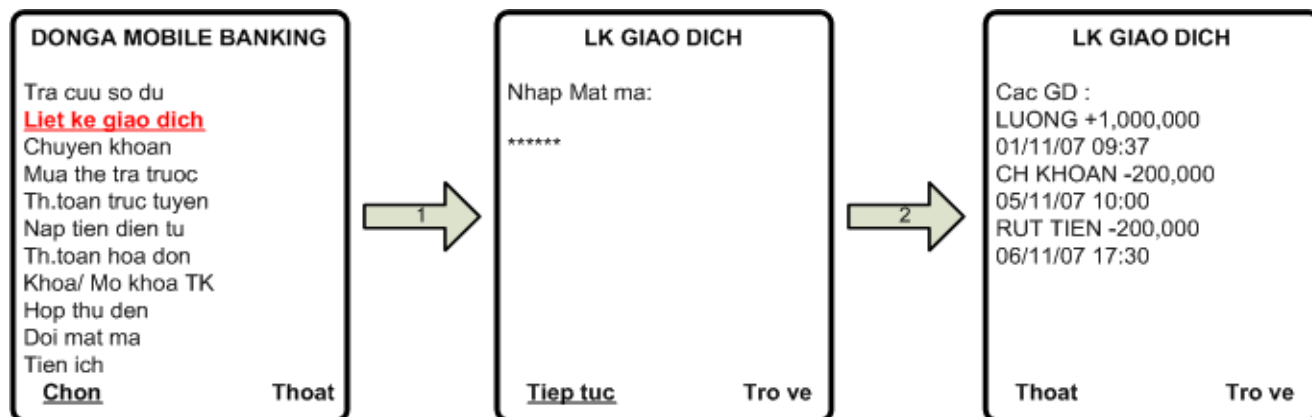 DONGA MOBILE BANKING
Tra cuu so du
Liet ke giao dich
Chuyen khoan
Mua the tra truoc
Th.toan truc tuyen
Nap tien dien tu
Th.toan hoa don
Khoa/ Mo khoa TK
Hop thu den
Doi mat ma
Tien ich
Chon Thoat
1
LK GIAO DICH
Nhap Mat ma:
******
Tiep tuc Tro ve
2
LK GIAO DICH
Cac GD :
LUONG +1,000,000
01/11/07 09:37
CH KHOAN -200,000
05/11/07 10:00
RUT TIEN -200,000
06/11/07 17:30
Thoat Tro ve